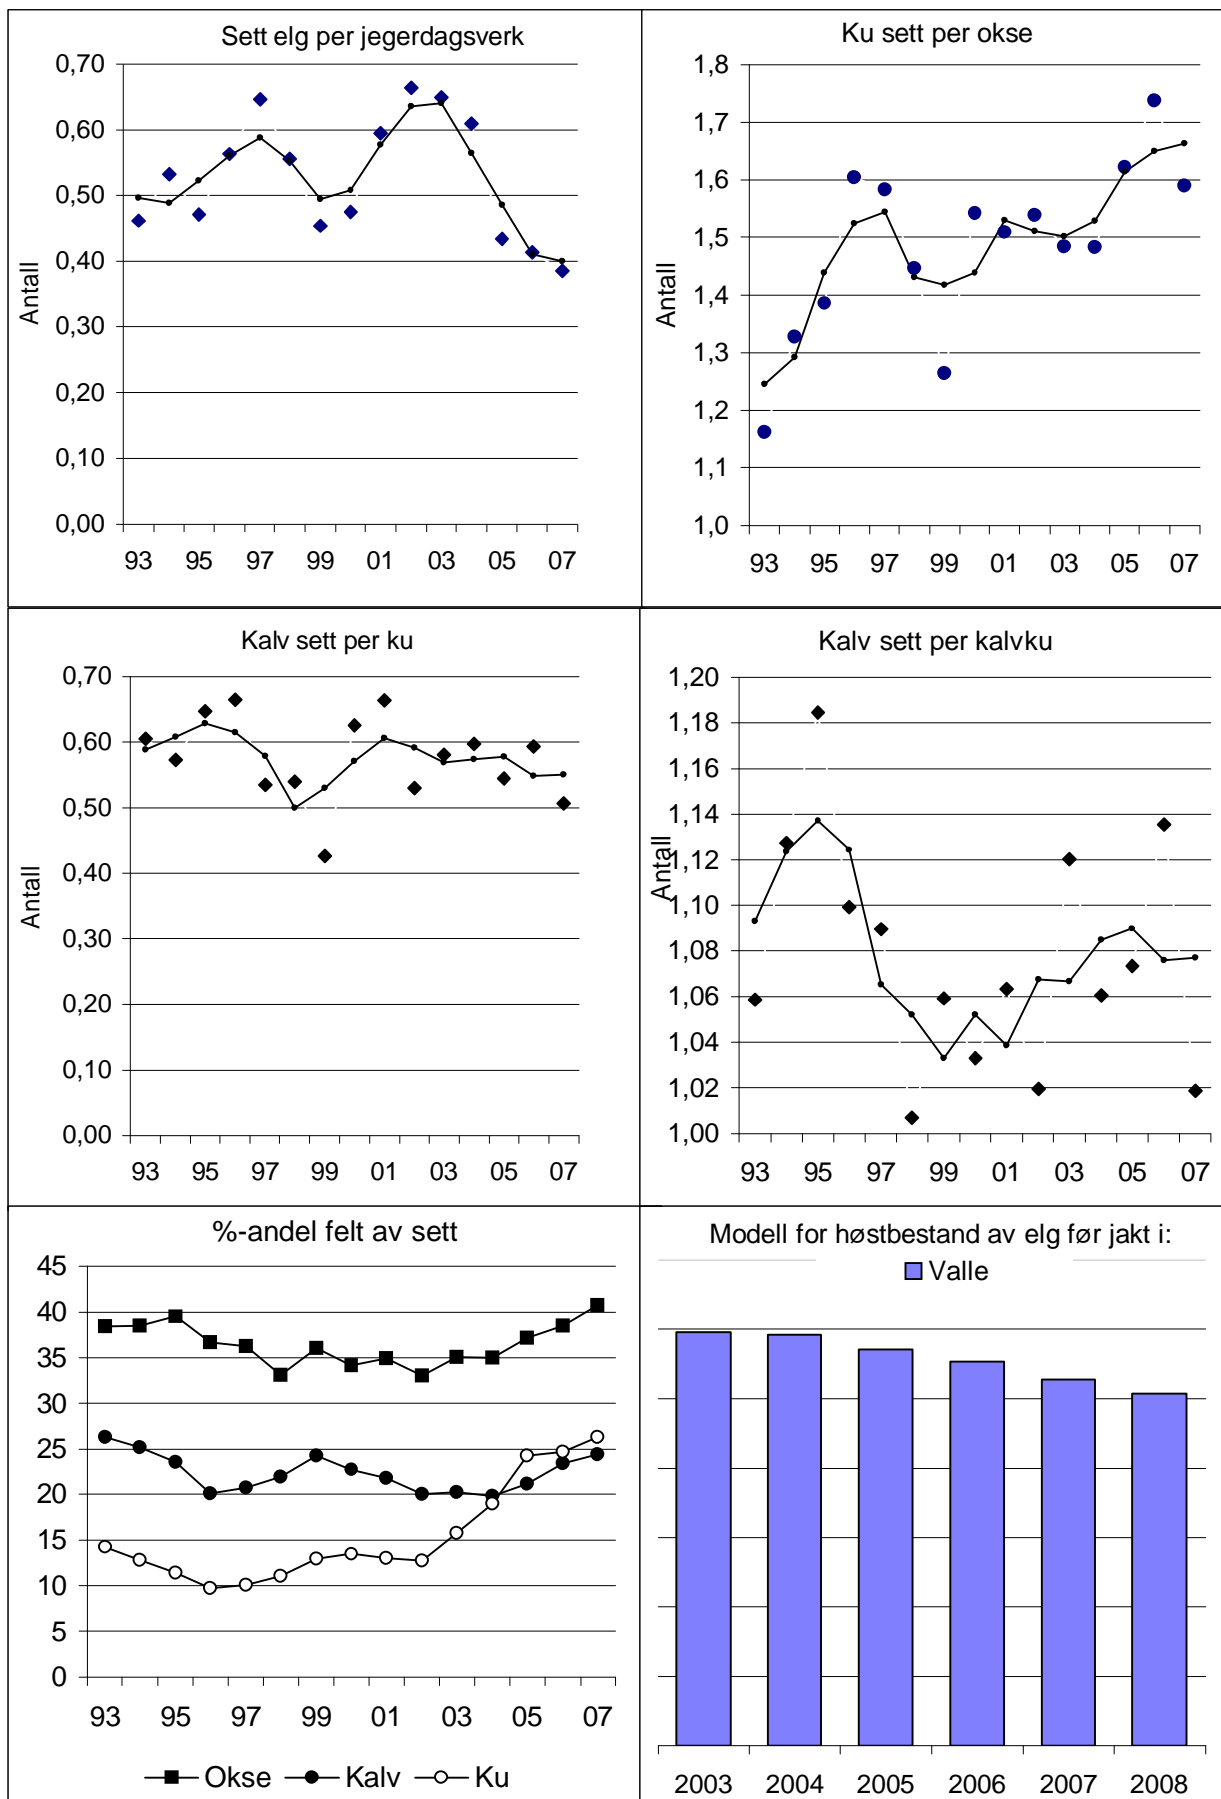 Sett elg per jegerdagsverk
0,70
0,60
0,50
0,40
0,30
0,20
0,10
0,00
Antall
93 95 97 99 01 03 05 07
Ku sett per okse
1,8
1,7
1,6
1,5
1,4
1,3
1,2
1,1
1,0
Antall
93 95 97 99 01 03 05 07
Kalv sett per ku
0,70
0,60
0,50
0,40
0,30
0,20
0,10
0,00
Antall
93 95 97 99 01 03 05 07
Kalv sett per kalvku
1,20
1,18
1,16
1,14
1,12
1,10
1,08
1,06
1,04
1,02
1,00
Antall
93 95 97 99 01 03 05 07
%-andel felt av sett
45
40
35
30
25
20
15
10
5
0
93 95 97 99 01 03 05 07
Okse Kalv Ku
Modell for høstbestand av elg før jakt i:
Valle
2003 2004 2005 2006 2007 2008